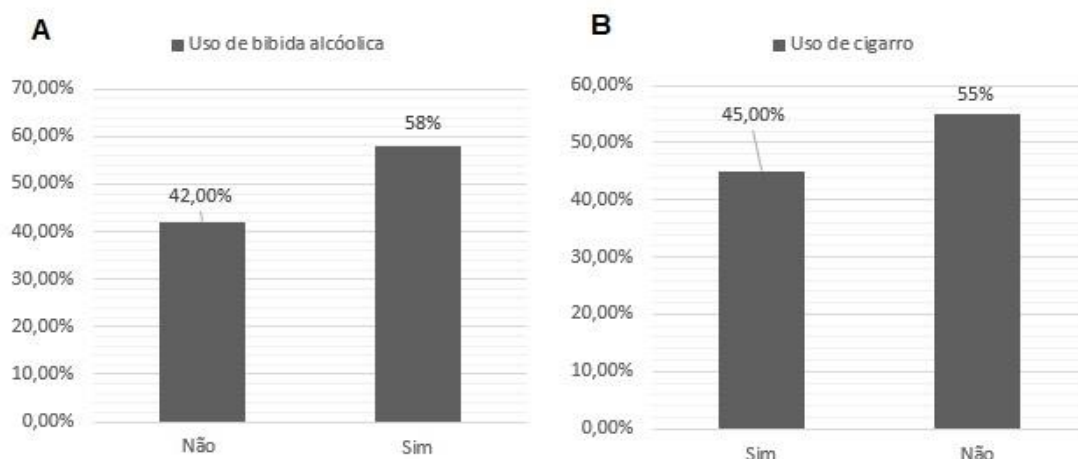 A
Uso de bibida alcóolica
70,00%
60,00%
50,00%
40,00%
30,00%
20,00%
10,00%
0,00%
42,00%
58%
Não
Sim
B
Uso de cigarro
60,00%
50,00%
40,00%
30,00%
20,00%
10,00%
0,00%
45,00%
55%
Sim
Não